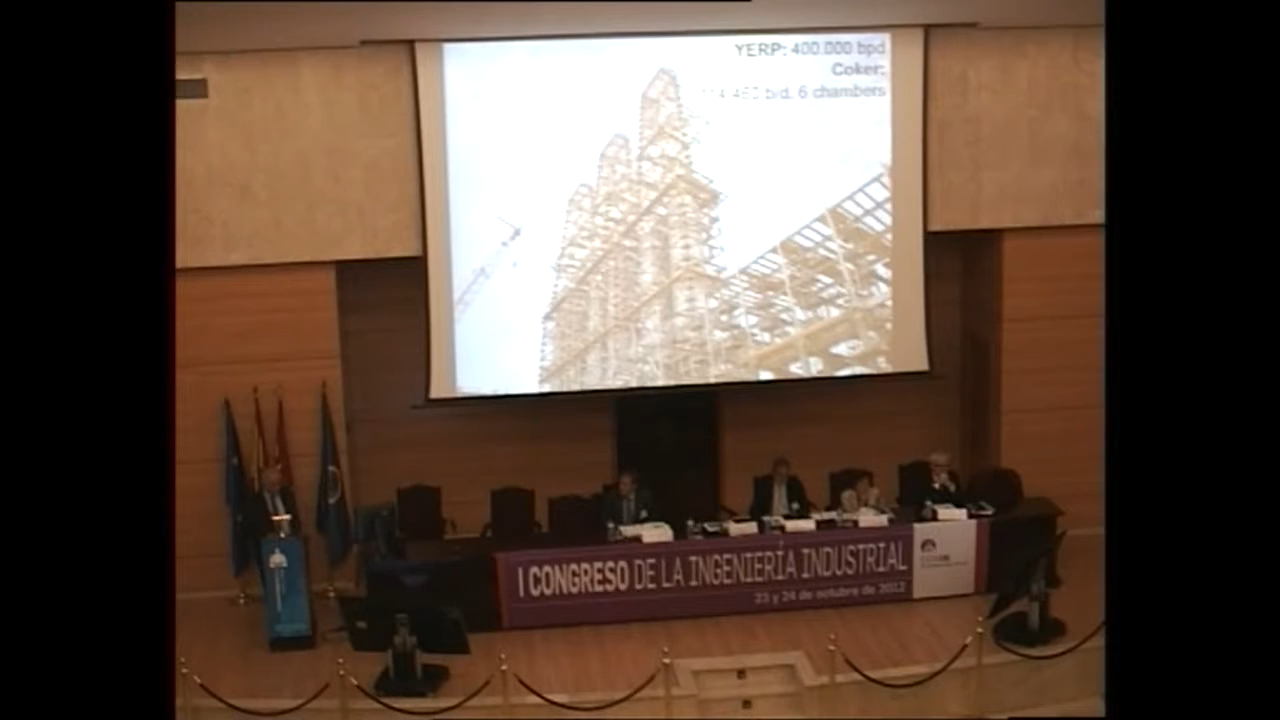 YERP: 400.000 bpd
Coker:
b/d. 6 chambers
I CONGRESO DE LA INGENIERÍA INDUSTRIAL
23 y 24 de octubre de 2012